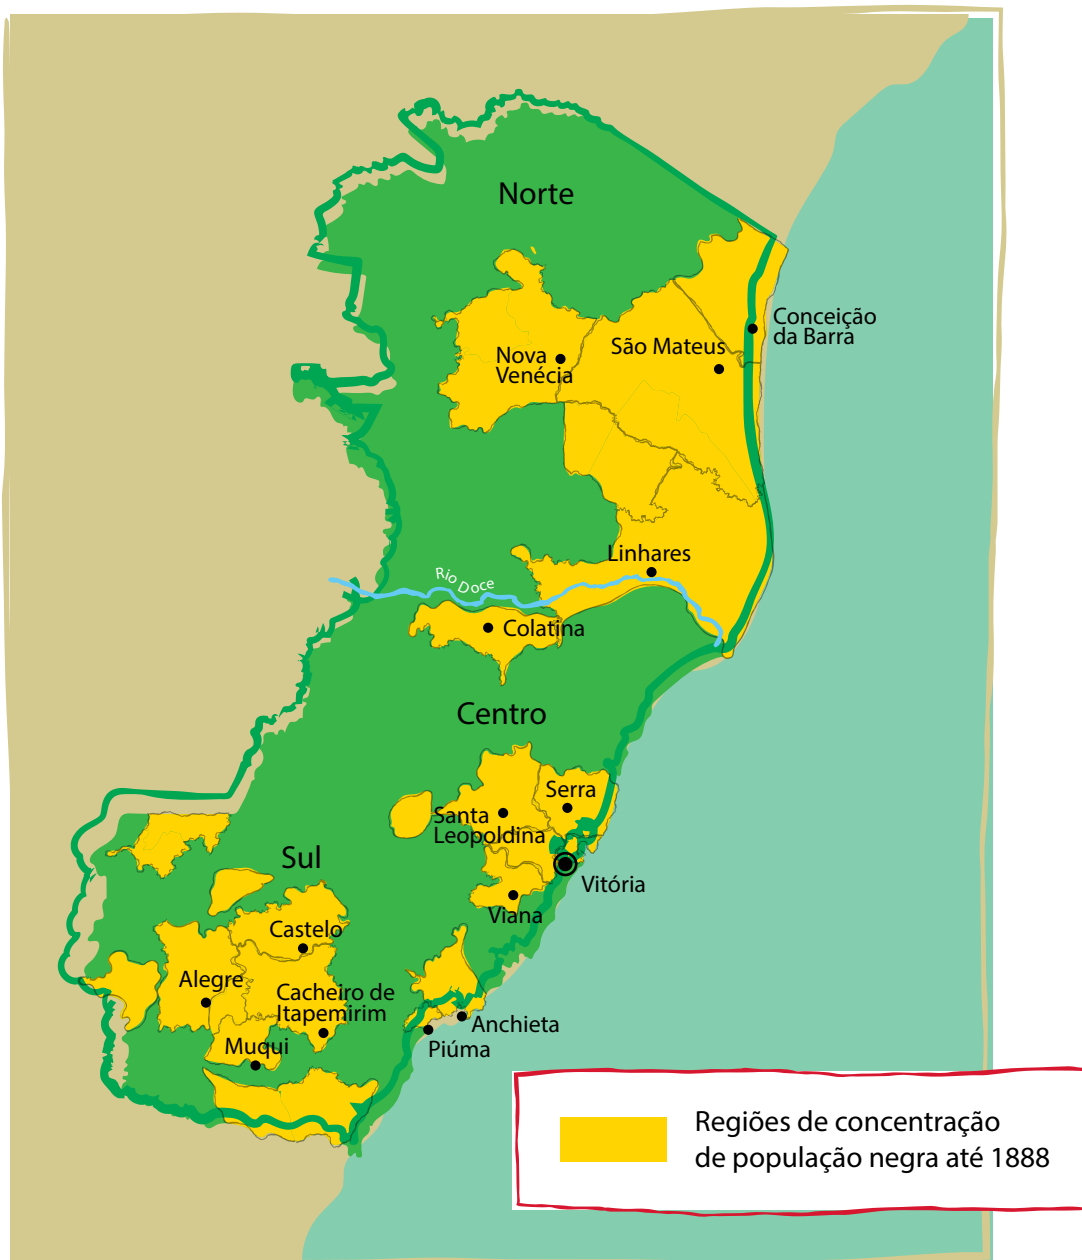 Norte
Conceição
da Barra
São Mateus
Nova
Venécia
Linhares
Rio Doce
Colatina
Centro
Serra
Santa
Leopoldina
Sul
Vitória
Viana
Castelo
Alegre
Cacheiro de
Itapemirim
Anchieta
Muqui
Piúma
Regiões de concentração
de população negra até 1888